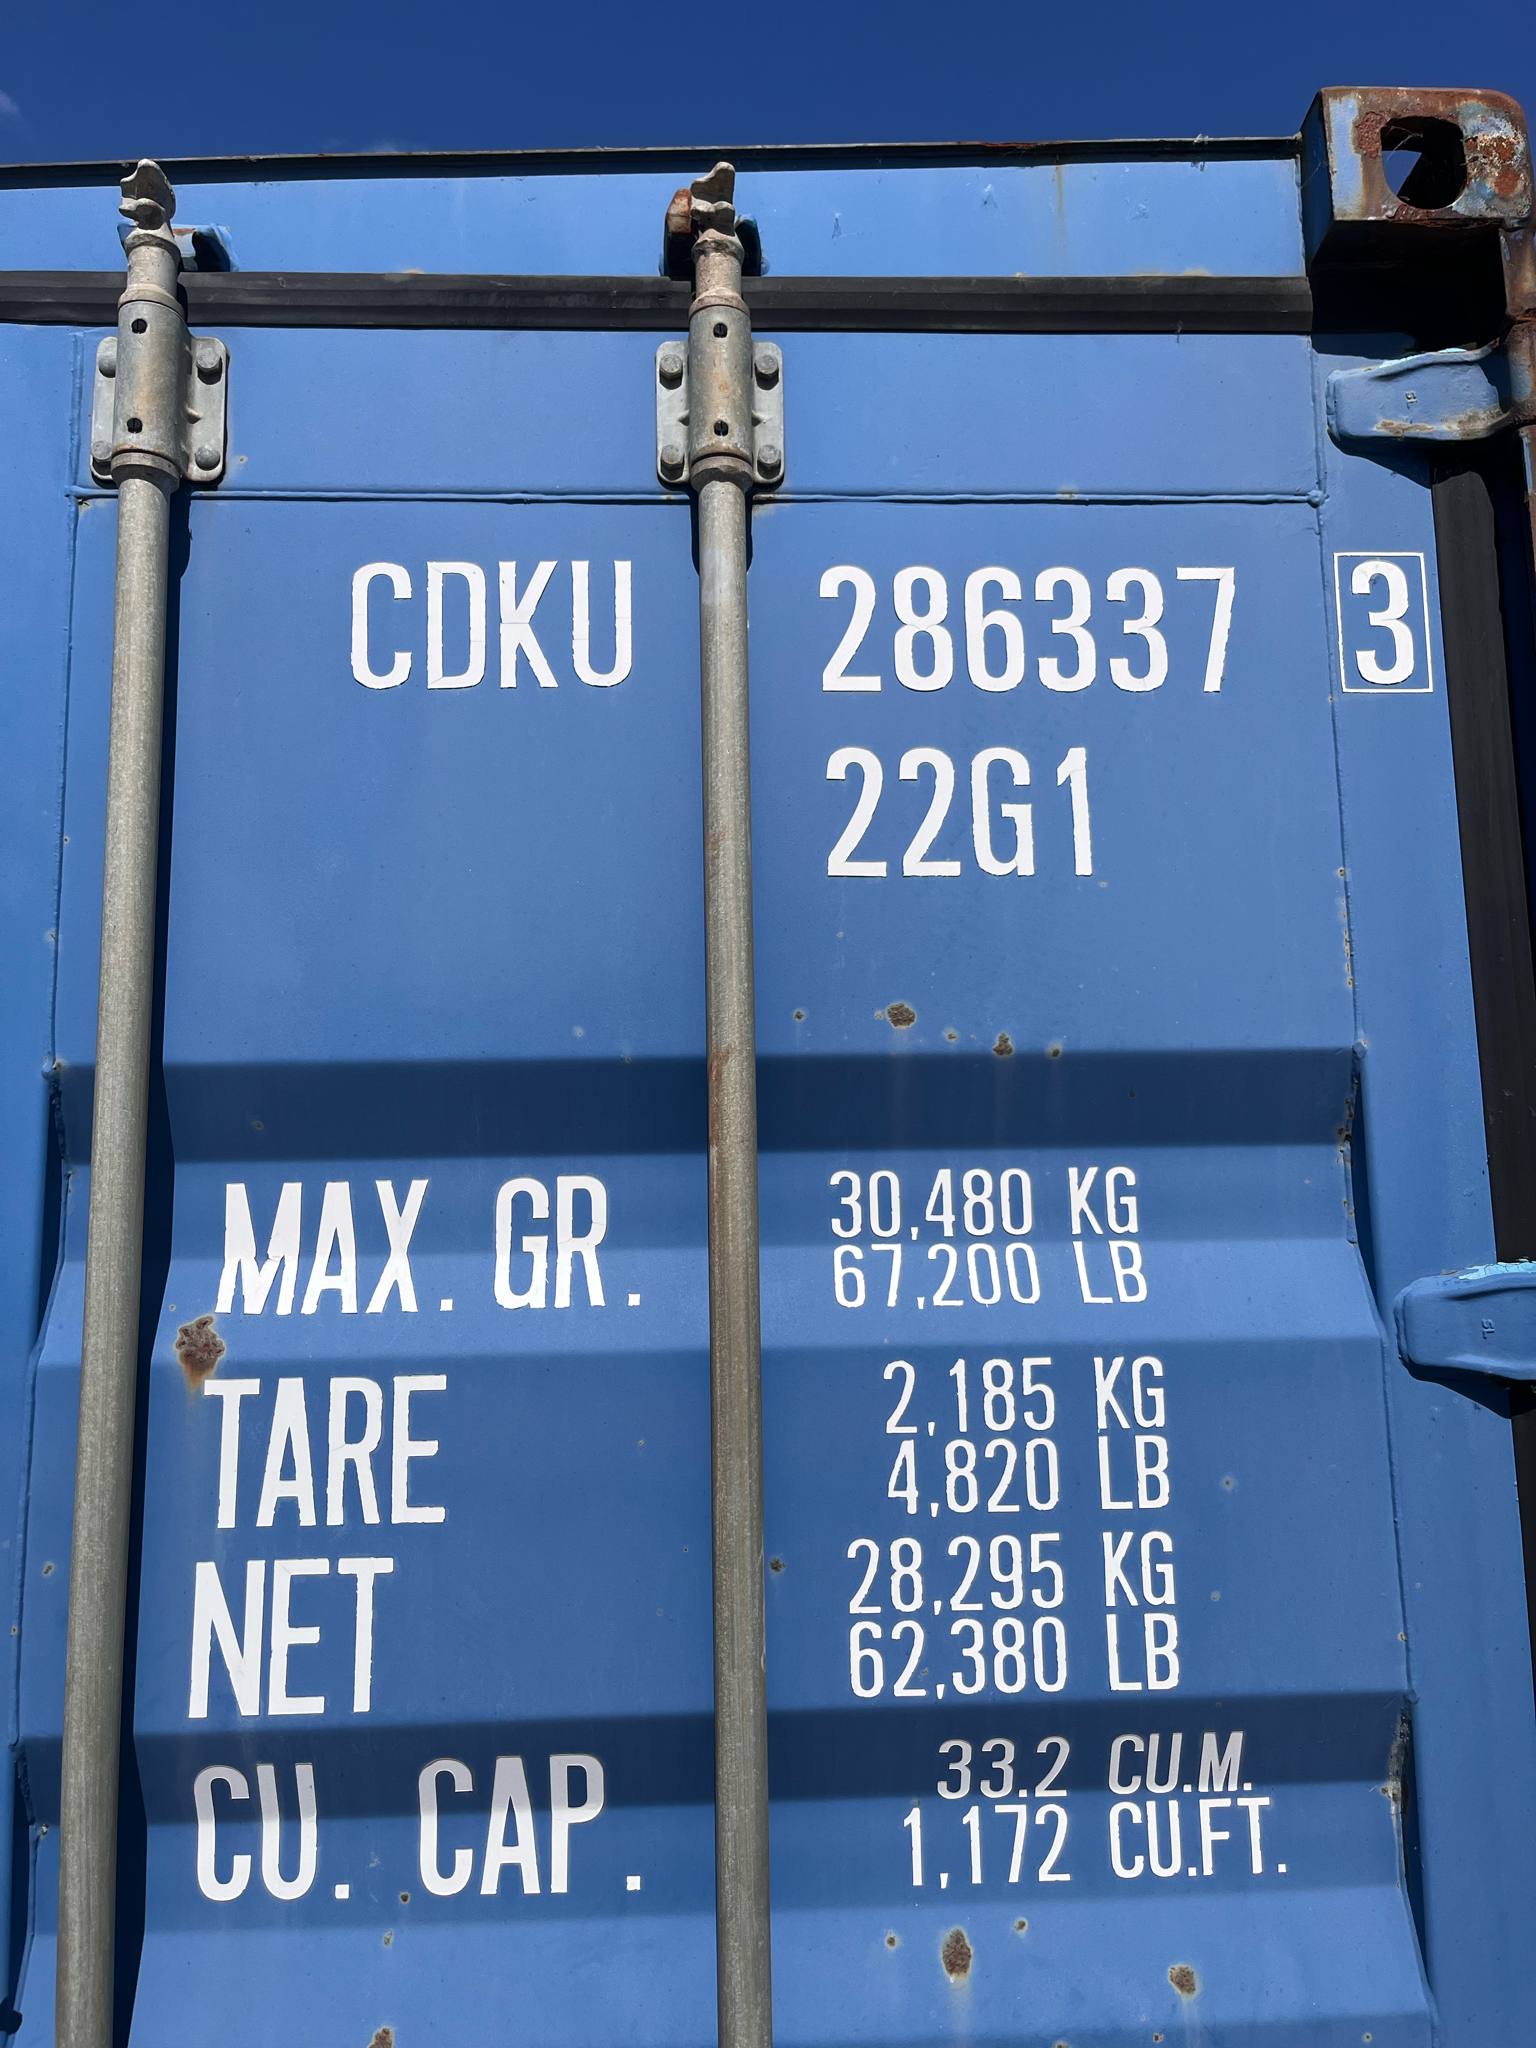 CDKU 286337 3
22G1
MAX. GR. 30,480 KG
67,200 LB
TARE 2,185 KG
4,820 LB
NET 28,295 KG
62,380 LB
CU. CAP. 33.2 CU.M.
1,172 CU.FT.